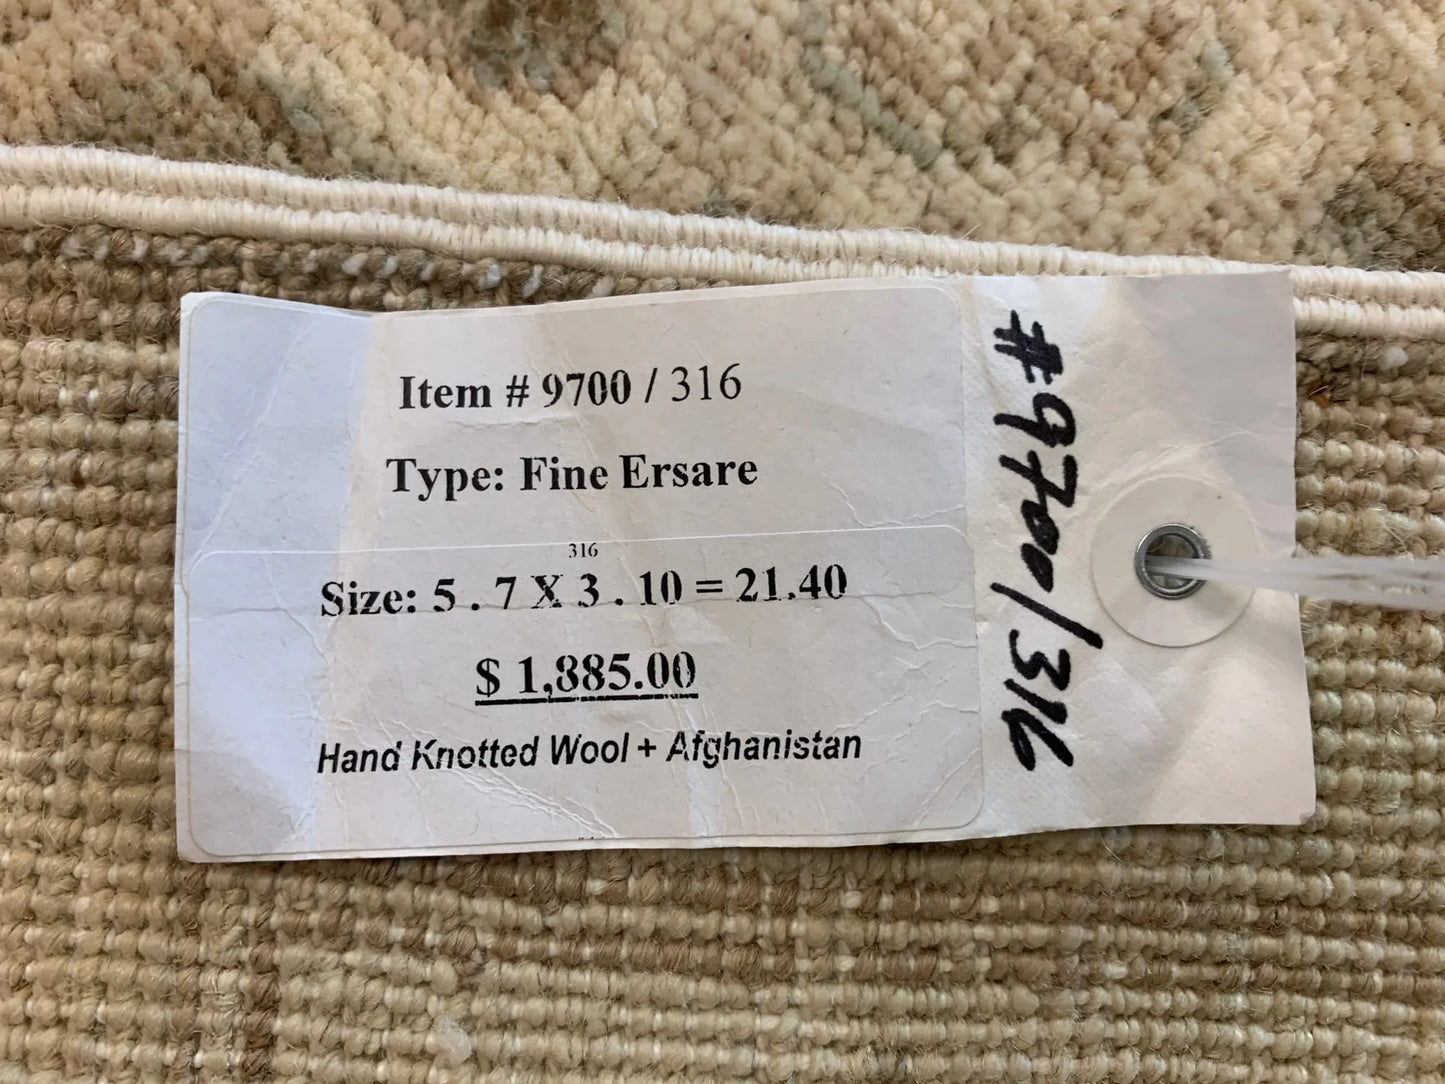 Item # 9700 / 316
Type: Fine Ersare
316
Size: 5 . 7 X 3 . 10 = 21.40
$ 1,885.00
Hand Knotted Wool + Afghanistan
#9700/316